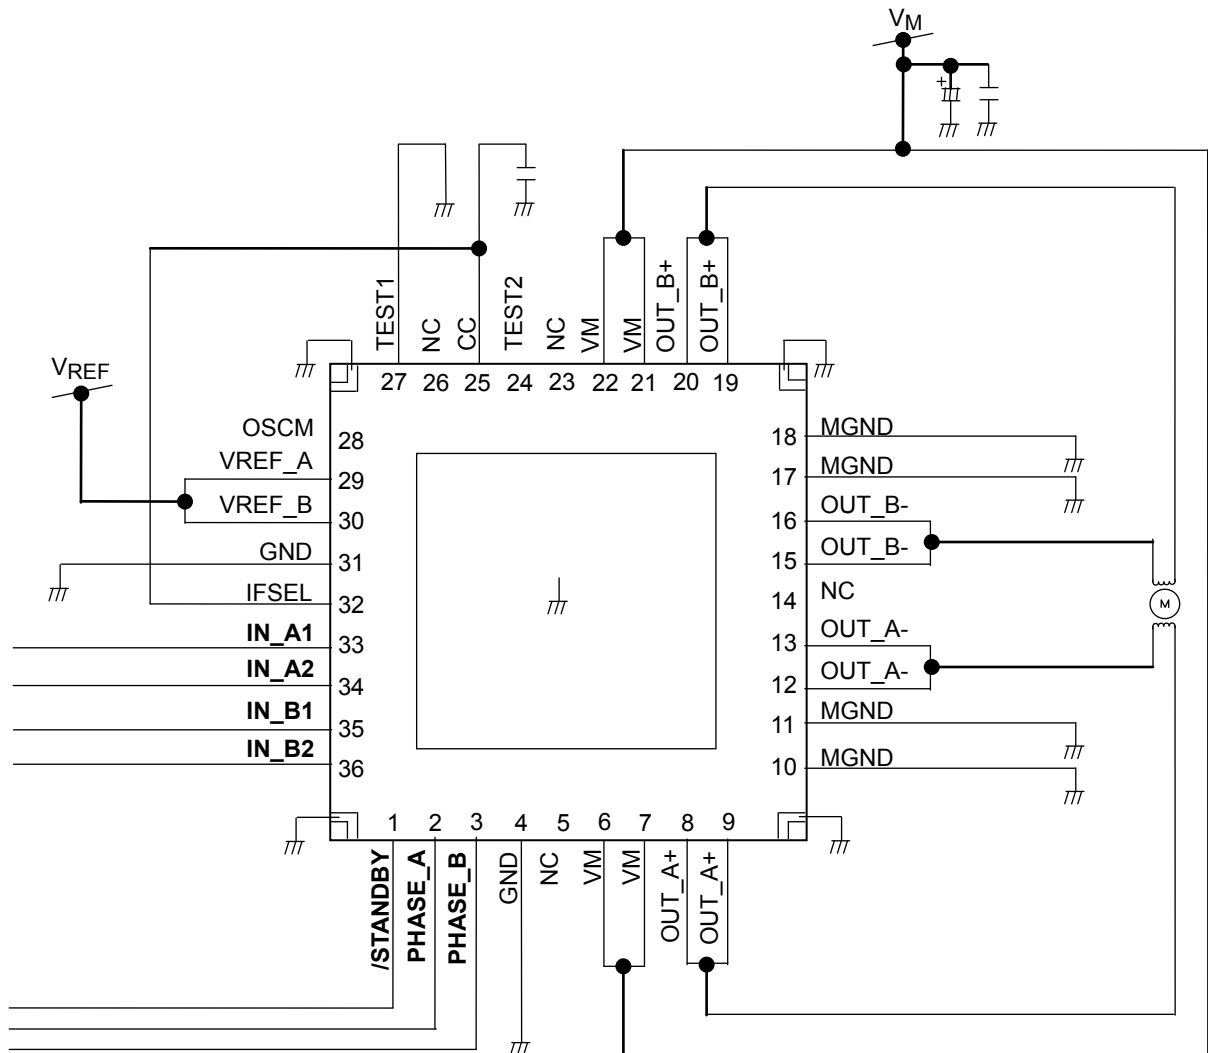 VM
+
TEST1
NC
CC
TEST2
NC
VM
VM
OUT_B+
OUT_B+
27 26 25 24 23 22 21 20 19
VREF
OSCM 28
VREF_A 29
VREF_B 30
GND 31
IFSEL 32
IN_A1 33
IN_A2 34
IN_B1 35
IN_B2 36
18 MGND
17 MGND
16 OUT_B-
15 OUT_B-
14 NC
13 OUT_A-
12 OUT_A-
11 MGND
10 MGND
M
1 2 3 4 5 6 7 8 9
/STANDBY
PHASE_A
PHASE_B
GND
NC
VM
VM
OUT_A+
OUT_A+